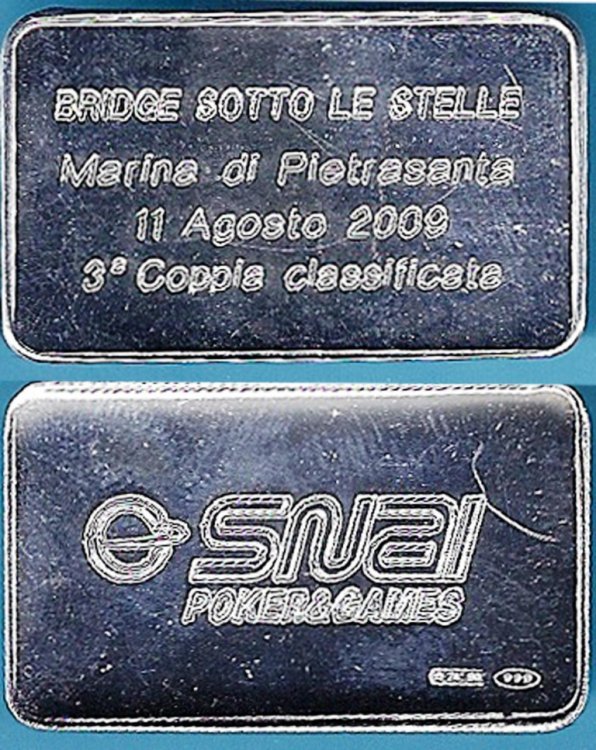 BRIDGE SOTTO LE STELLE
Marina di Pietrasanta
11 Agosto 2009
3ª Coppia classificata
SNAI
POKER&GAMES
999